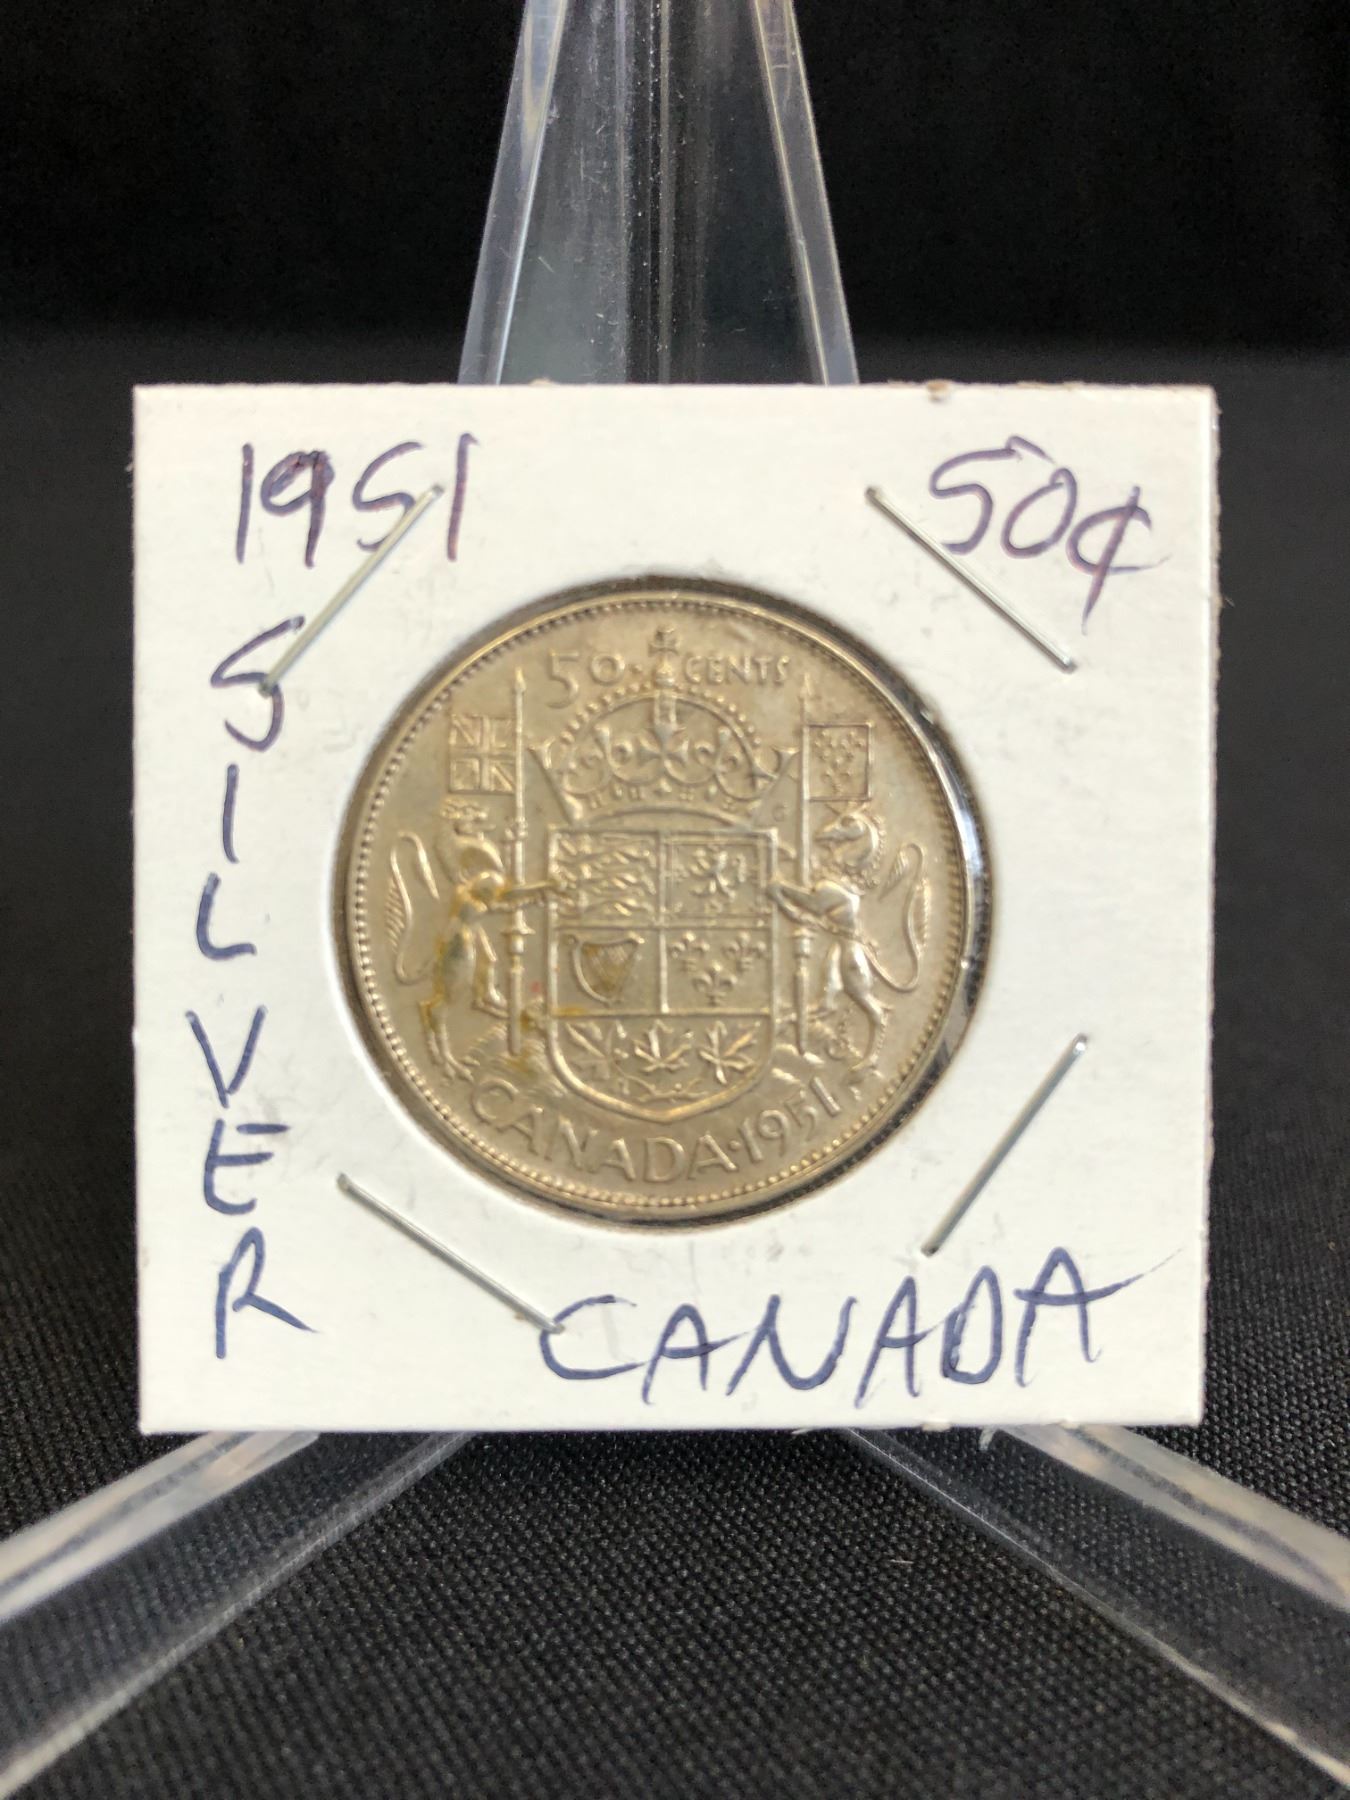 1951 50¢
SILVER
50 CENTS
CANADA·1951
CANADA